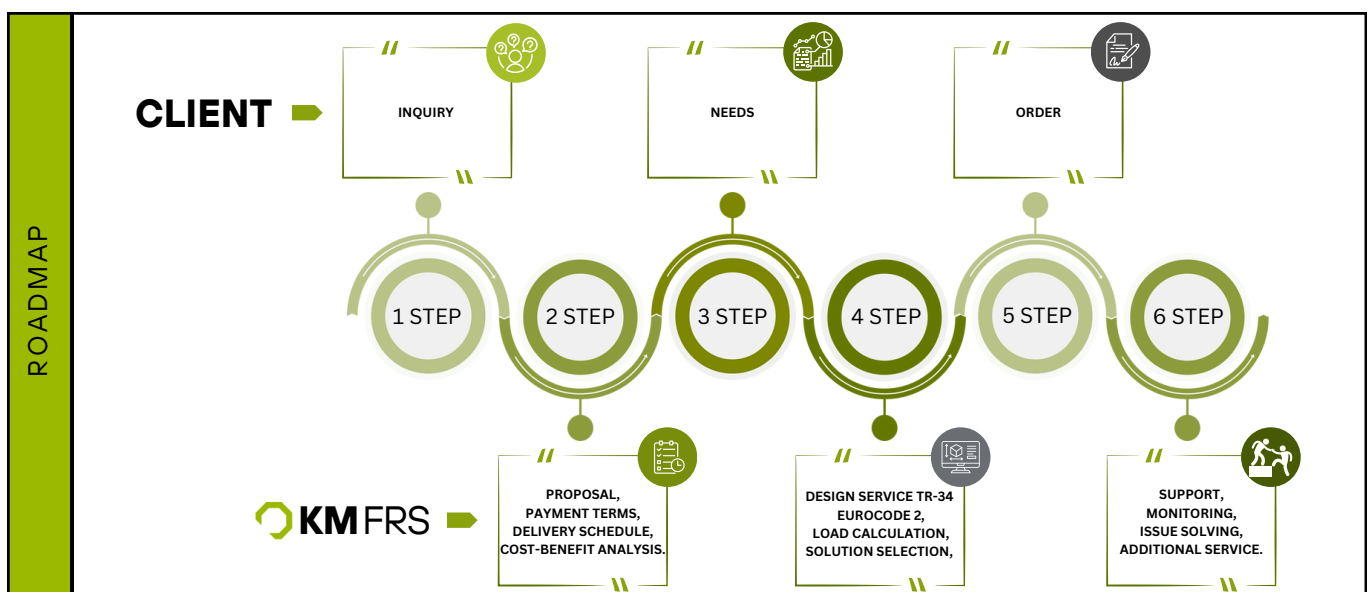 ROADMAP
CLIENT
INQUIRY
NEEDS
ORDER
1 STEP
2 STEP
3 STEP
4 STEP
5 STEP
6 STEP
KM FRS
PROPOSAL,
PAYMENT TERMS,
DELIVERY SCHEDULE,
COST-BENEFIT ANALYSIS.
DESIGN SERVICE TR-34
EUROCODE 2,
LOAD CALCULATION,
SOLUTION SELECTION,
SUPPORT,
MONITORING,
ISSUE SOLVING,
ADDITIONAL SERVICE.